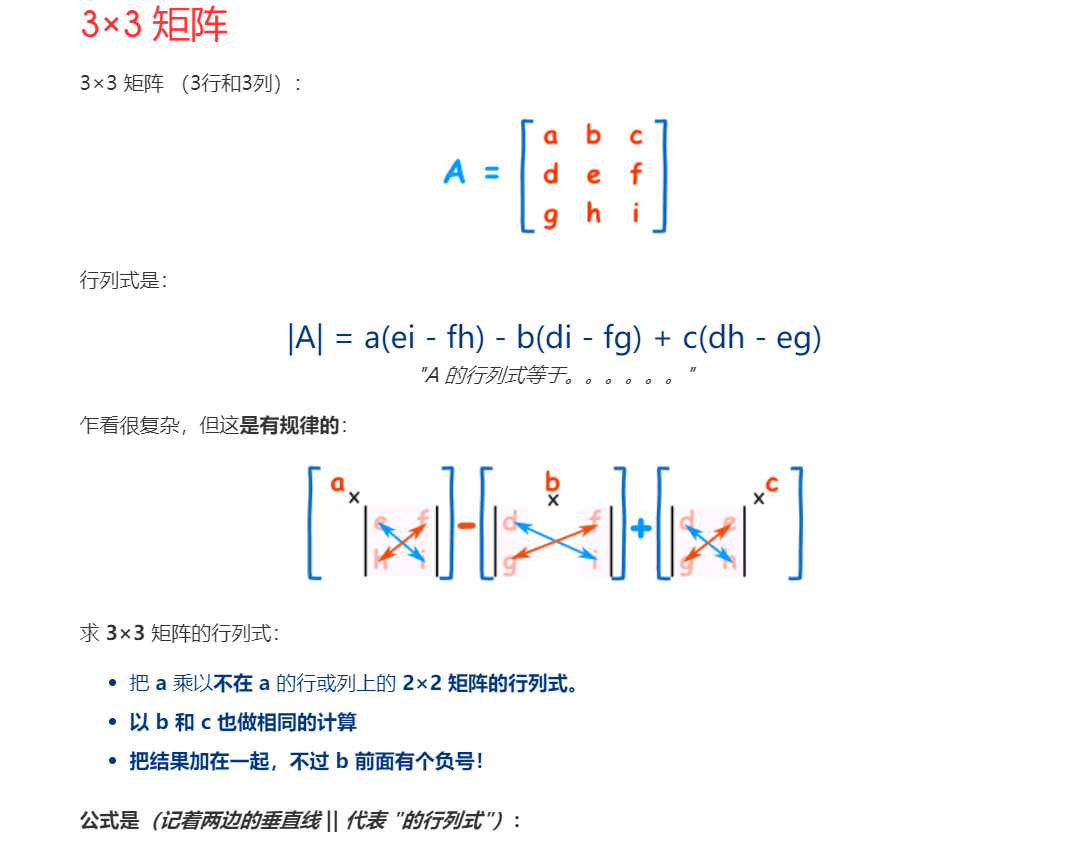 3×3 矩阵
3×3 矩阵 （3行和3列）:
A = [ a b c
d e f
g h i ]
行列式是:
|A| = a(ei - fh) - b(di - fg) + c(dh - eg)
"A 的行列式等于。。。。。。"
乍看很复杂，但这是有规律的:
a b c
× × ×
e f - d f + d e
h i g i g h
求 3×3 矩阵的行列式:
• 把 a 乘以不在 a 的行或列上的 2×2 矩阵的行列式。
• 以 b 和 c 也做相同的计算
• 把结果加在一起，不过 b 前面有个负号！
公式是（记着两边的垂直线 || 代表 "的行列式"）: